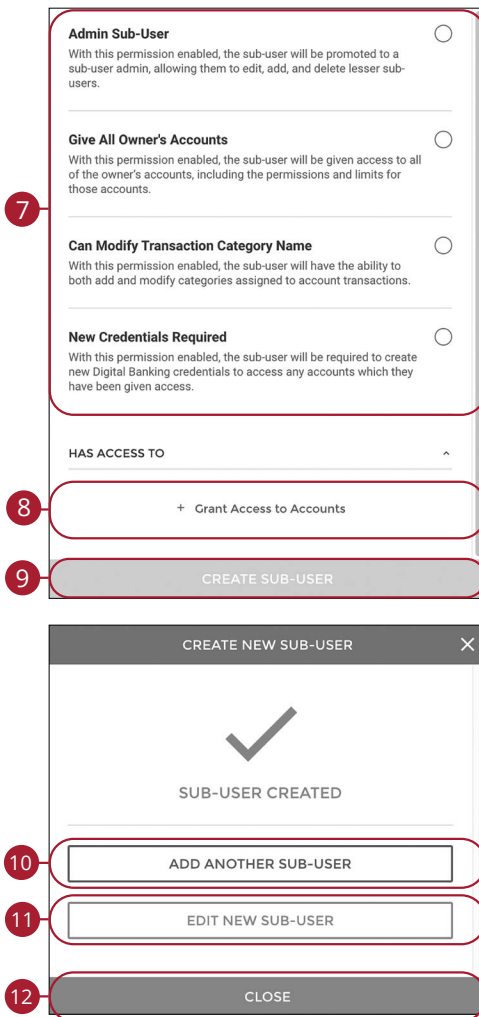 Admin Sub-User
With this permission enabled, the sub-user will be promoted to a
sub-user admin, allowing them to edit, add, and delete lesser sub-
users.
Give All Owner's Accounts
With this permission enabled, the sub-user will be given access to all
of the owner's accounts, including the permissions and limits for
those accounts.
7
Can Modify Transaction Category Name
With this permission enabled, the sub-user will have the ability to
both add and modify categories assigned to account transactions.
New Credentials Required
With this permission enabled, the sub-user will be required to create
new Digital Banking credentials to access any accounts which they
have been given access.
HAS ACCESS TO
8
+ Grant Access to Accounts
9
CREATE SUB-USER
CREATE NEW SUB-USER
SUB-USER CREATED
10
ADD ANOTHER SUB-USER
11
EDIT NEW SUB-USER
12
CLOSE